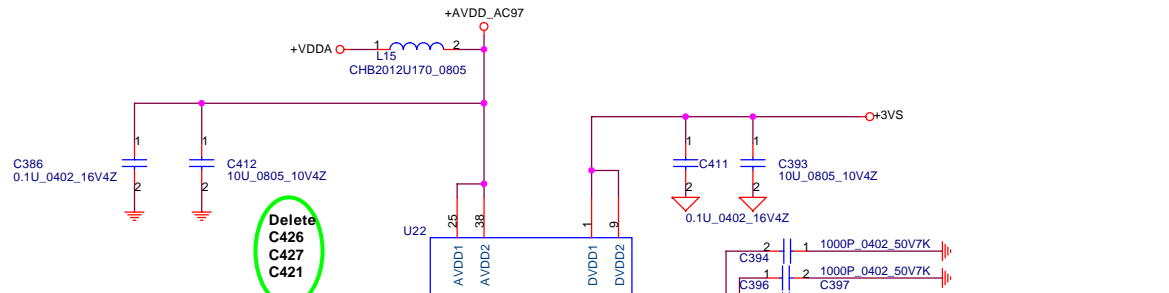 +AVDD_AC97
+VDDA
1
2
L15
CHB2012U170_0805
+3VS
1
1
1
1
C386
0.1U_0402_16V4Z
C412
10U_0805_10V4Z
C411
C393
10U_0805_10V4Z
2
2
2
2
0.1U_0402_16V4Z
Delete
C426
C427
C421
U22
25
38
1
9
AVDD1
AVDD2
DVDD1
DVDD2
2
1
1000P_0402_50V7K
C394
1
2
1000P_0402_50V7K
C396
C397